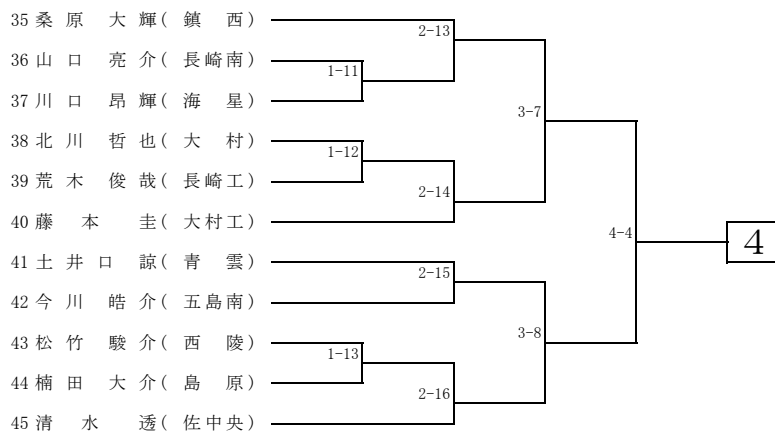 35 桑原 大輝(鎮西)
2-13
36 山口 亮介(長崎南)
1-11
37 川口 昂輝(海星)
3-7
38 北川 哲也(大村)
1-12
39 荒木 俊哉(長崎工)
2-14
40 藤本 圭(大村工)
4-4
4
41 土井口 諒(青雲)
2-15
42 今川 皓介(五島南)
3-8
43 松竹 駿介(西陵)
1-13
44 楠田 大介(島原)
2-16
45 清水 透(佐中央)